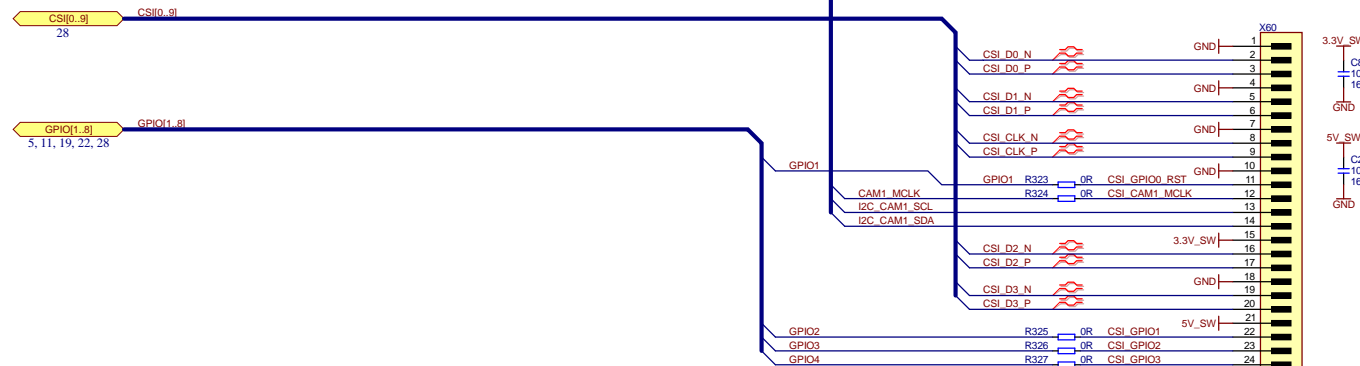 CSI[0..9] CSI[0..9]
28
X60
GND 1 3.3V_SW
CSI_D0_N 2
CSI_D0_P 3
GND 4
CSI_D1_N 5 GND
CSI_D1_P 6
GPIO[1..8] GPIO[1..8] GND 7
5, 11, 19, 22, 28 CSI_CLK_N 8 5V_SW
CSI_CLK_P 9
GPIO1 GND 10
GPIO1 R323 0R CSI_GPIO0_RST 11
CAM1_MCLK R324 0R CSI_CAM1_MCLK 12
I2C_CAM1_SCL 13 GND
I2C_CAM1_SDA 14
3.3V_SW 15
CSI_D2_N 16
CSI_D2_P 17
GND 18
CSI_D3_N 19
CSI_D3_P 20
5V_SW 21
GPIO2 R325 0R CSI_GPIO1 22
GPIO3 R326 0R CSI_GPIO2 23
GPIO4 R327 0R CSI_GPIO3 24